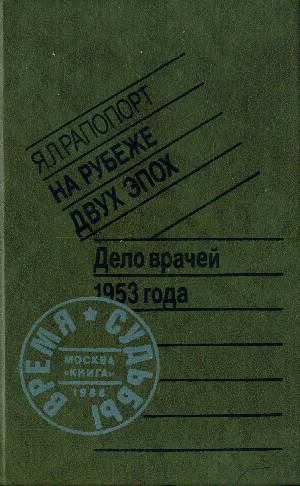 Я.Л.РАПОПОРТ
НА РУБЕЖЕ
ДВУХ ЭПОХ
Дело врачей
1953 года
ВРЕМЯ ★ СУДЬБЫ
МОСКВА
«КНИГА»
1988